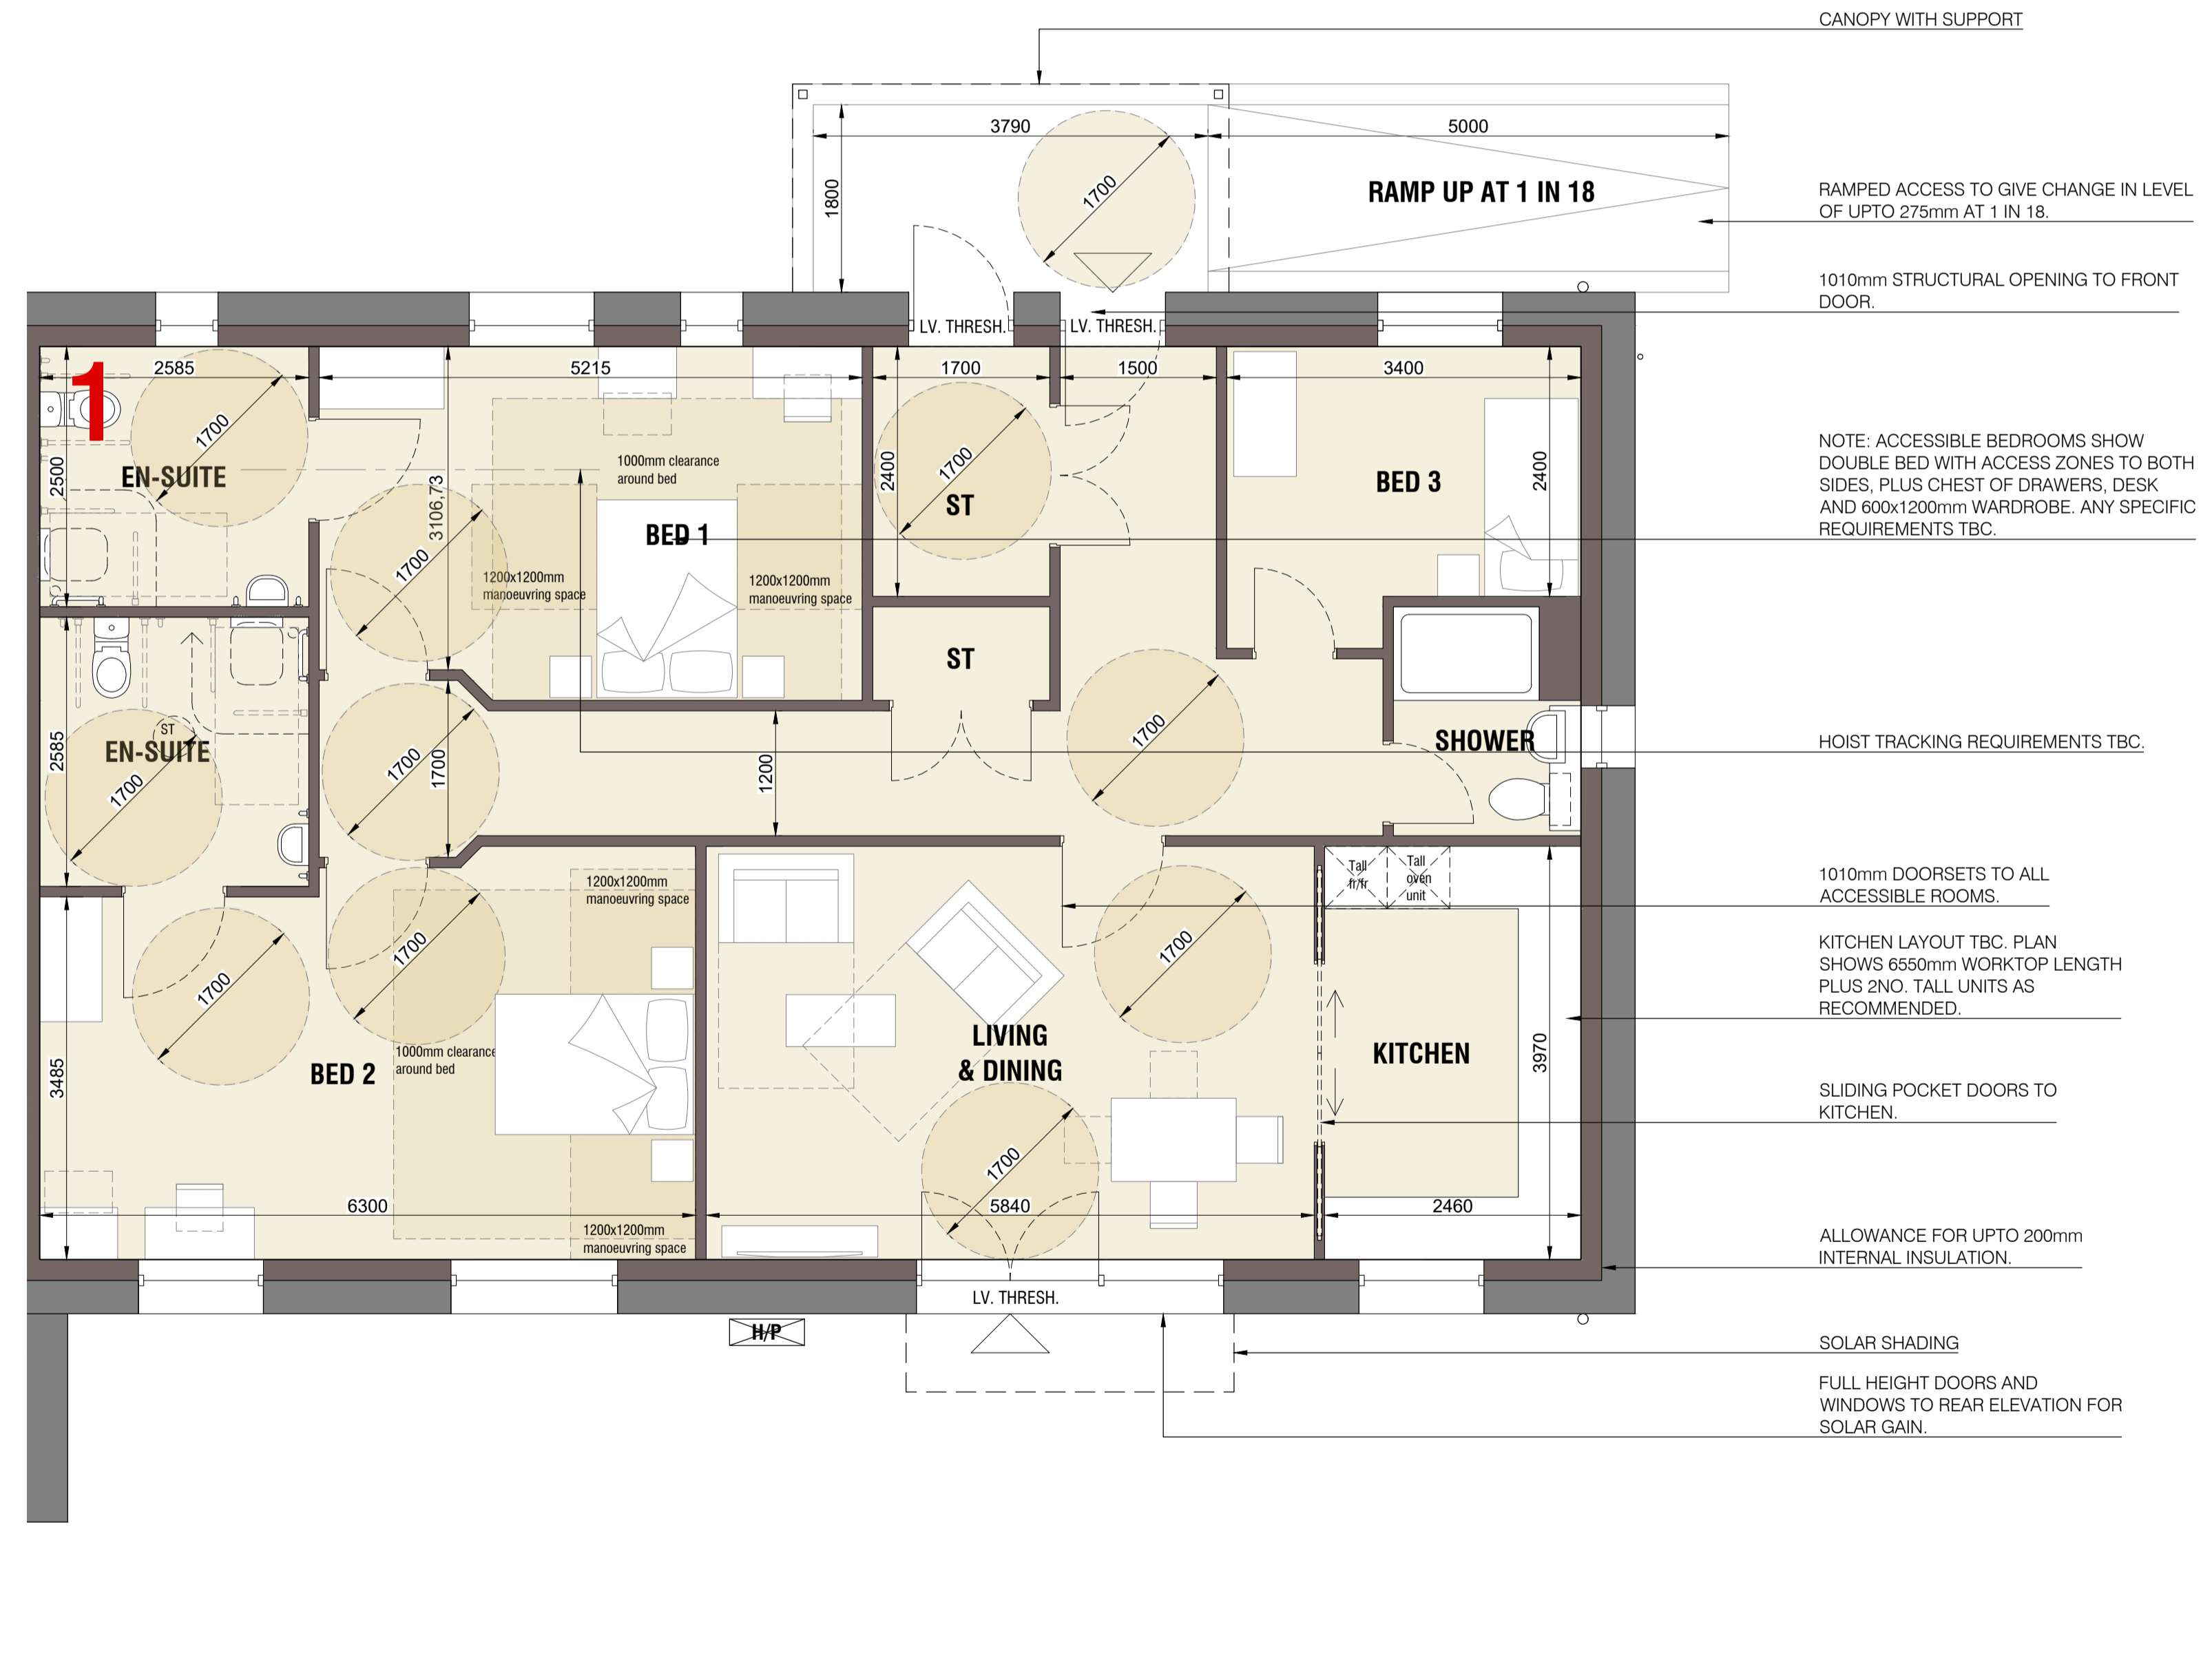 CANOPY WITH SUPPORT
3790
5000
1800
1700
RAMP UP AT 1 IN 18
RAMPED ACCESS TO GIVE CHANGE IN LEVEL
OF UPTO 275mm AT 1 IN 18.
1010mm STRUCTURAL OPENING TO FRONT
DOOR.
LV. THRESH.
LV. THRESH.
1
2585
5215
1700
1500
3400
2500
1700
EN-SUITE
3106.73
1000mm clearance
around bed
BED 1
1700
1200x1200mm
manoeuvring space
1200x1200mm
manoeuvring space
2400
1700
ST
BED 3
2400
NOTE: ACCESSIBLE BEDROOMS SHOW
DOUBLE BED WITH ACCESS ZONES TO BOTH
SIDES, PLUS CHEST OF DRAWERS, DESK
AND 600x1200mm WARDROBE. ANY SPECIFIC
REQUIREMENTS TBC.
ST
2585
ST
EN-SUITE
1700
1700
1700
1200
1700
SHOWER
HOIST TRACKING REQUIREMENTS TBC.
1200x1200mm
manoeuvring space
Tall
fr/fr
Tall
oven
unit
1010mm DOORSETS TO ALL
ACCESSIBLE ROOMS.
1700
1700
1700
KITCHEN LAYOUT TBC. PLAN
SHOWS 6550mm WORKTOP LENGTH
PLUS 2NO. TALL UNITS AS
RECOMMENDED.
3485
BED 2
1000mm clearance
around bed
LIVING
& DINING
KITCHEN
3970
SLIDING POCKET DOORS TO
KITCHEN.
1700
6300
5840
2460
1200x1200mm
manoeuvring space
ALLOWANCE FOR UPTO 200mm
INTERNAL INSULATION.
LV. THRESH.
H/P
SOLAR SHADING
FULL HEIGHT DOORS AND
WINDOWS TO REAR ELEVATION FOR
SOLAR GAIN.